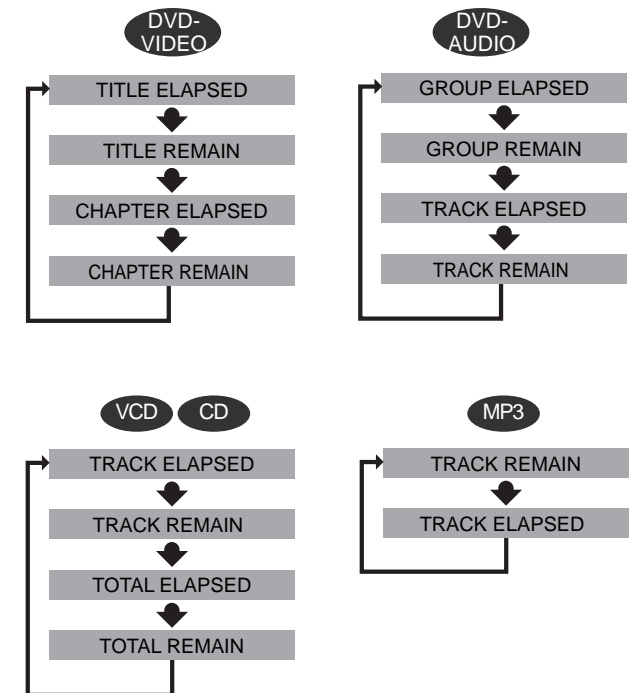 DVD-
VIDEO
TITLE ELAPSED
TITLE REMAIN
CHAPTER ELAPSED
CHAPTER REMAIN
DVD-
AUDIO
GROUP ELAPSED
GROUP REMAIN
TRACK ELAPSED
TRACK REMAIN
VCD CD
TRACK ELAPSED
TRACK REMAIN
TOTAL ELAPSED
TOTAL REMAIN
MP3
TRACK REMAIN
TRACK ELAPSED